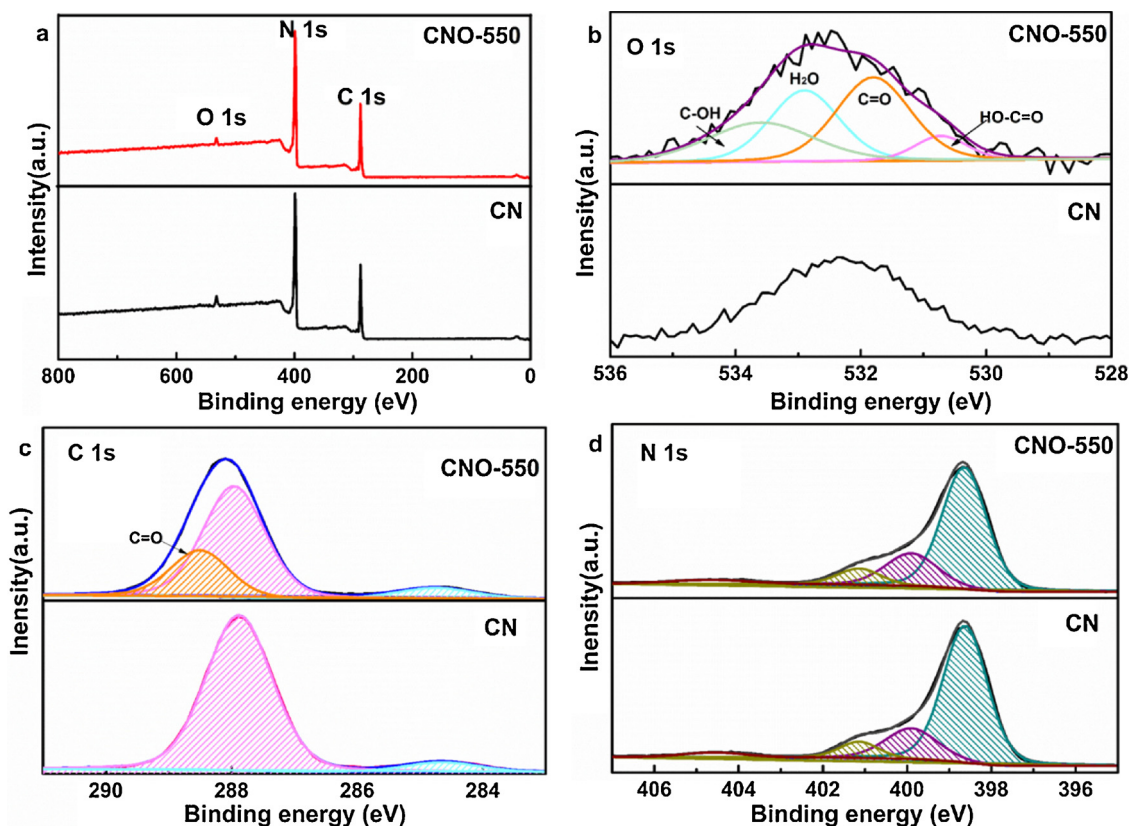 a
N 1s
CNO-550
O 1s
C 1s
CN
Intensity(a.u.)
800
600
400
200
0
Binding energy (eV)
b
O 1s
CNO-550
H₂O
C=O
C-OH
HO-C=O
CN
Inensity(a.u.)
536
534
532
530
528
Binding energy (eV)
c
C 1s
CNO-550
C=O
CN
Inensity(a.u.)
290
288
286
284
Binding energy (eV)
d
N 1s
CNO-550
CN
Inensity(a.u.)
406
404
402
400
398
396
Binding energy (eV)